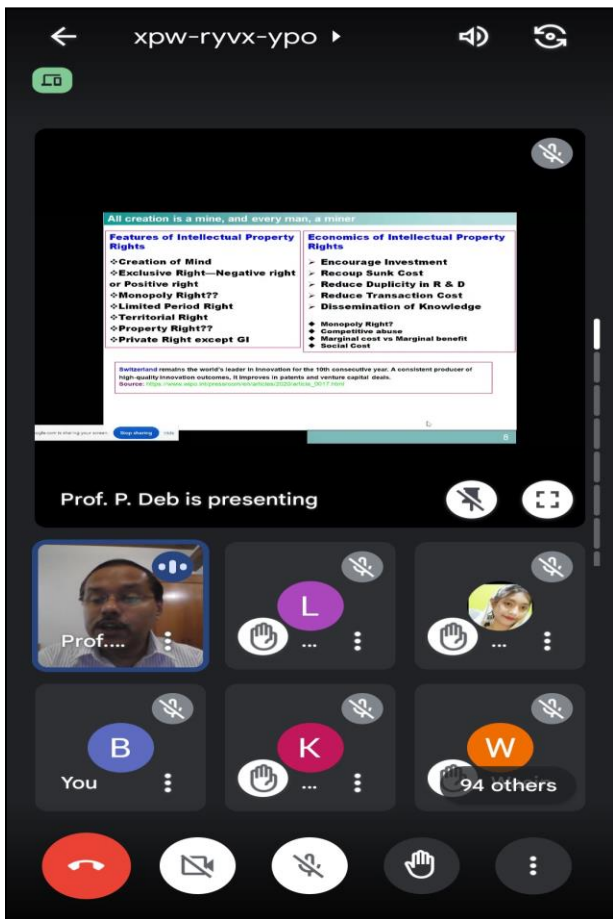 xpw-ryvx-ypo
All creation is a mine, and every man, a miner
Features of Intellectual Property
Rights
❖Creation of Mind
❖Exclusive Right—Negative right
or Positive right
❖Monopoly Right??
❖Limited Period Right
❖Territorial Right
❖Property Right??
❖Private Right except GI
Economics of Intellectual Property
Rights
➢ Encourage Investment
➢ Recoup Sunk Cost
➢ Reduce Duplicity in R & D
➢ Reduce Transaction Cost
➢ Dissemination of Knowledge
◆ Monopoly Right?
◆ Competitive abuse
◆ Marginal cost vs Marginal benefit
◆ Social Cost
Switzerland remains the world's leader in Innovation for the 10th consecutive year. A consistent producer of
high-quality innovation outcomes, it improves in patents and venture capital deals.
Source:
is sharing your screen.
Stop sharing
Hide
8
Prof. P. Deb is presenting
Prof....
L
...
...
B
You
K
...
W
94 others